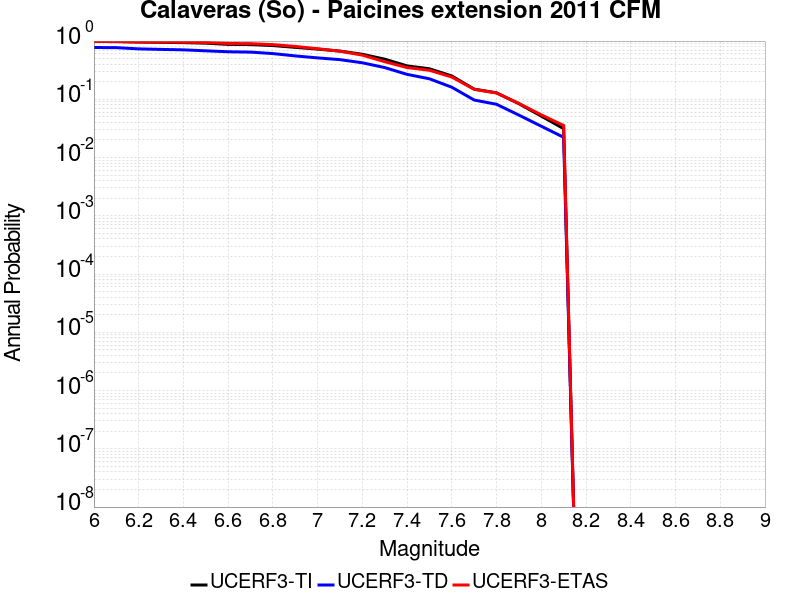 Calaveras (So) - Paicines extension 2011 CFM
Annual Probability
10^0
10^-1
10^-2
10^-3
10^-4
10^-5
10^-6
10^-7
10^-8
6 6.2 6.4 6.6 6.8 7 7.2 7.4 7.6 7.8 8 8.2 8.4 8.6 8.8 9
Magnitude
UCERF3-TI UCERF3-TD UCERF3-ETAS